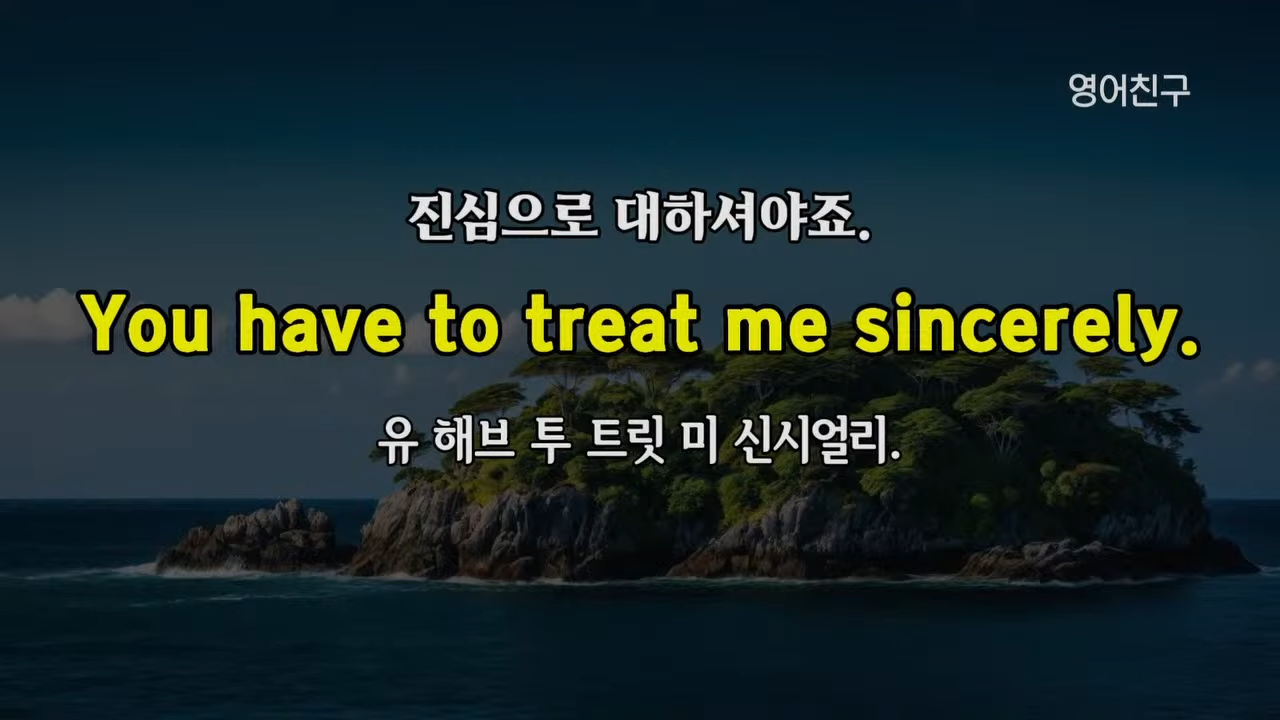 영어친구
진심으로 대하셔야죠.
You have to treat me sincerely.
유 해브 투 트릿 미 신시얼리.